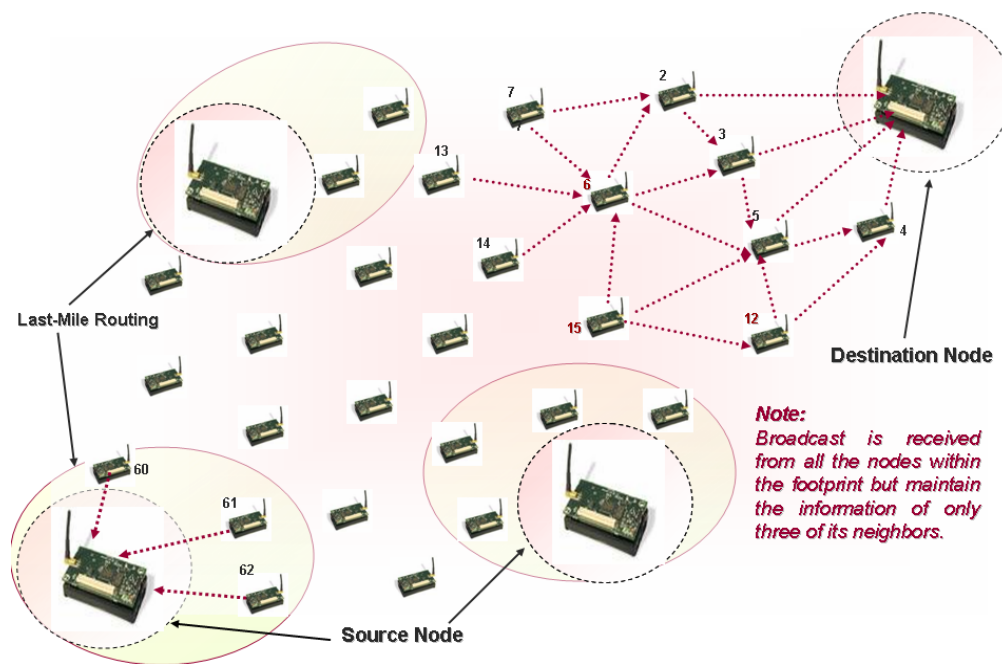 2
7
3
13
6
5
4
14
15
12
Last-Mile Routing
Destination Node
Note:
Broadcast is received
from all the nodes within
the footprint but maintain
the information of only
three of its neighbors.
60
61
62
Source Node